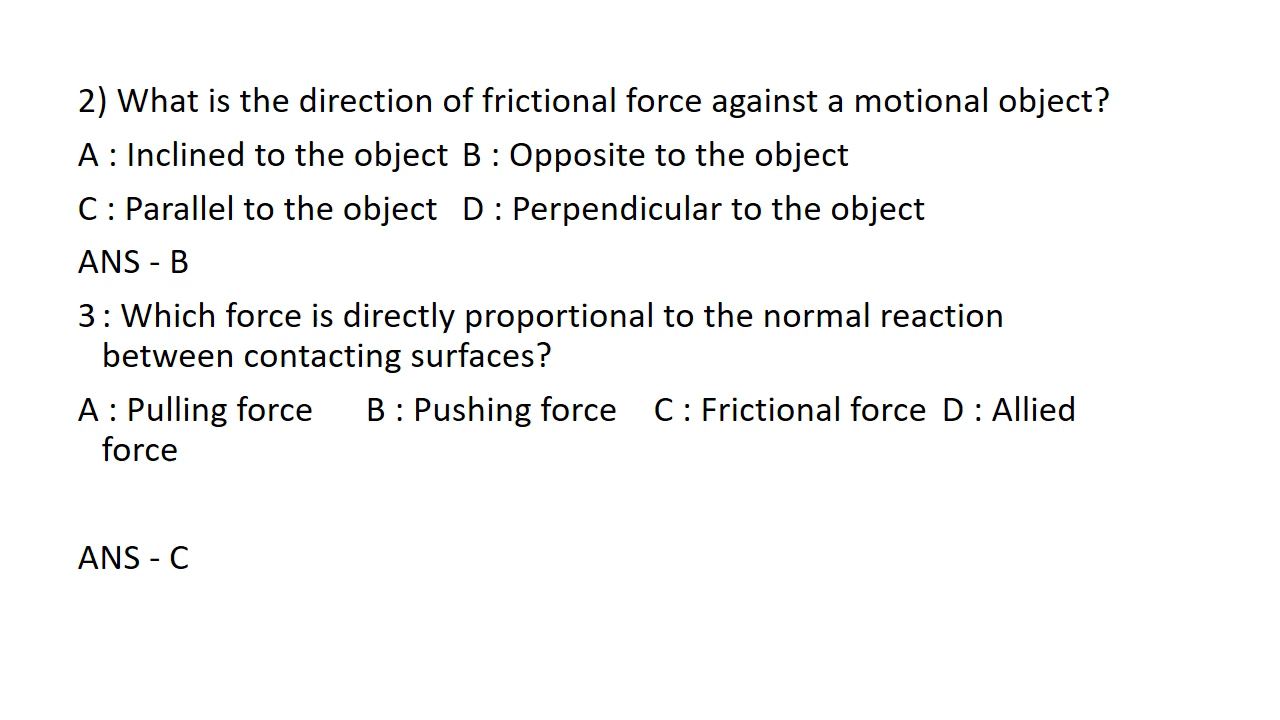 2) What is the direction of frictional force against a motional object?
A : Inclined to the object B : Opposite to the object
C : Parallel to the object D : Perpendicular to the object
ANS - B
3 : Which force is directly proportional to the normal reaction
between contacting surfaces?
A : Pulling force B : Pushing force C : Frictional force D : Allied
force
ANS - C